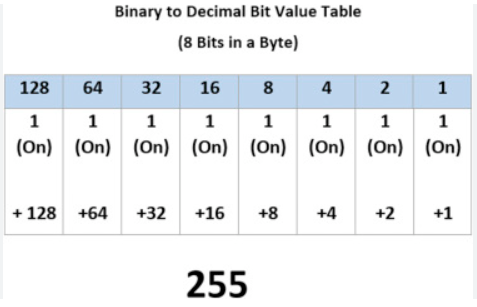 Binary to Decimal Bit Value Table
(8 Bits in a Byte)
128 64 32 16 8 4 2 1
1 1 1 1 1 1 1 1
(On) (On) (On) (On) (On) (On) (On) (On)
+ 128 +64 +32 +16 +8 +4 +2 +1
255